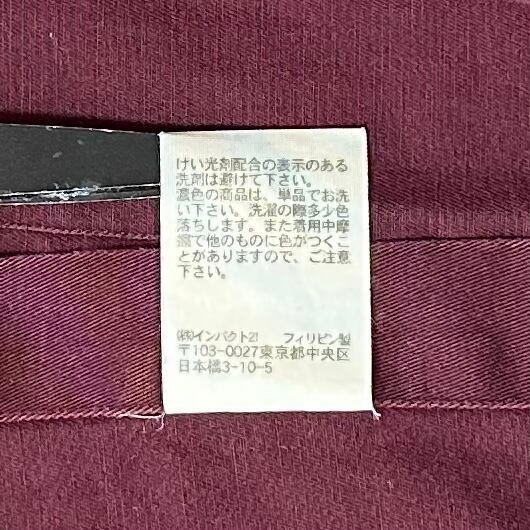 けい光剤配合の表示のある
洗剤は避けて下さい。
濃色の商品は、単品でお洗
い下さい。洗濯の際多少色
落ちします。また着用中摩
擦で他のものに色がつくこ
とがありますので、ご注意
下さい。
㈱インパクト21 フィリピン製
〒103-0027東京都中央区
日本橋3-10-5